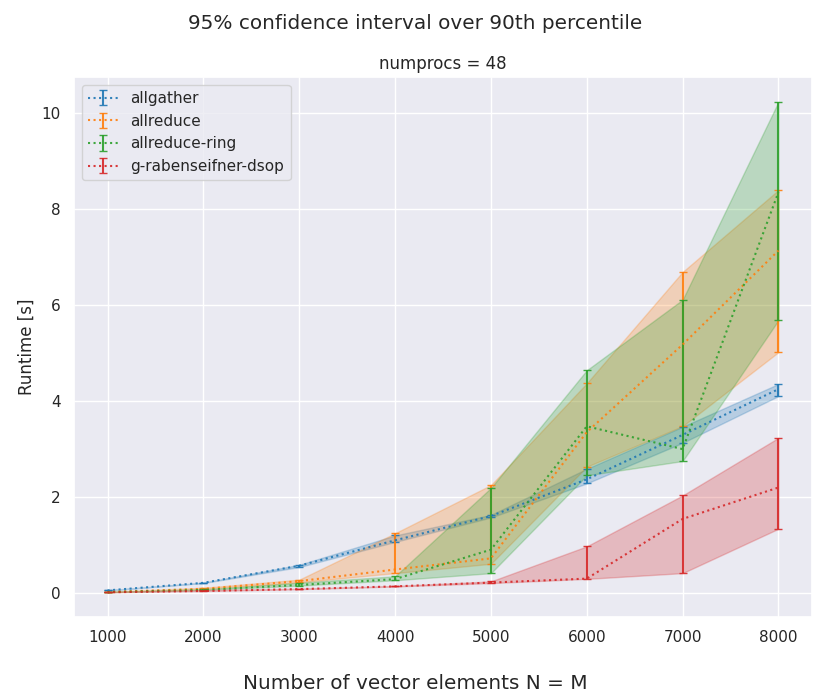 95% confidence interval over 90th percentile
numprocs = 48
allgather
allreduce
allreduce-ring
g-rabenseifner-dsop
10
8
6
4
2
0
Runtime [s]
1000 2000 3000 4000 5000 6000 7000 8000
Number of vector elements N = M